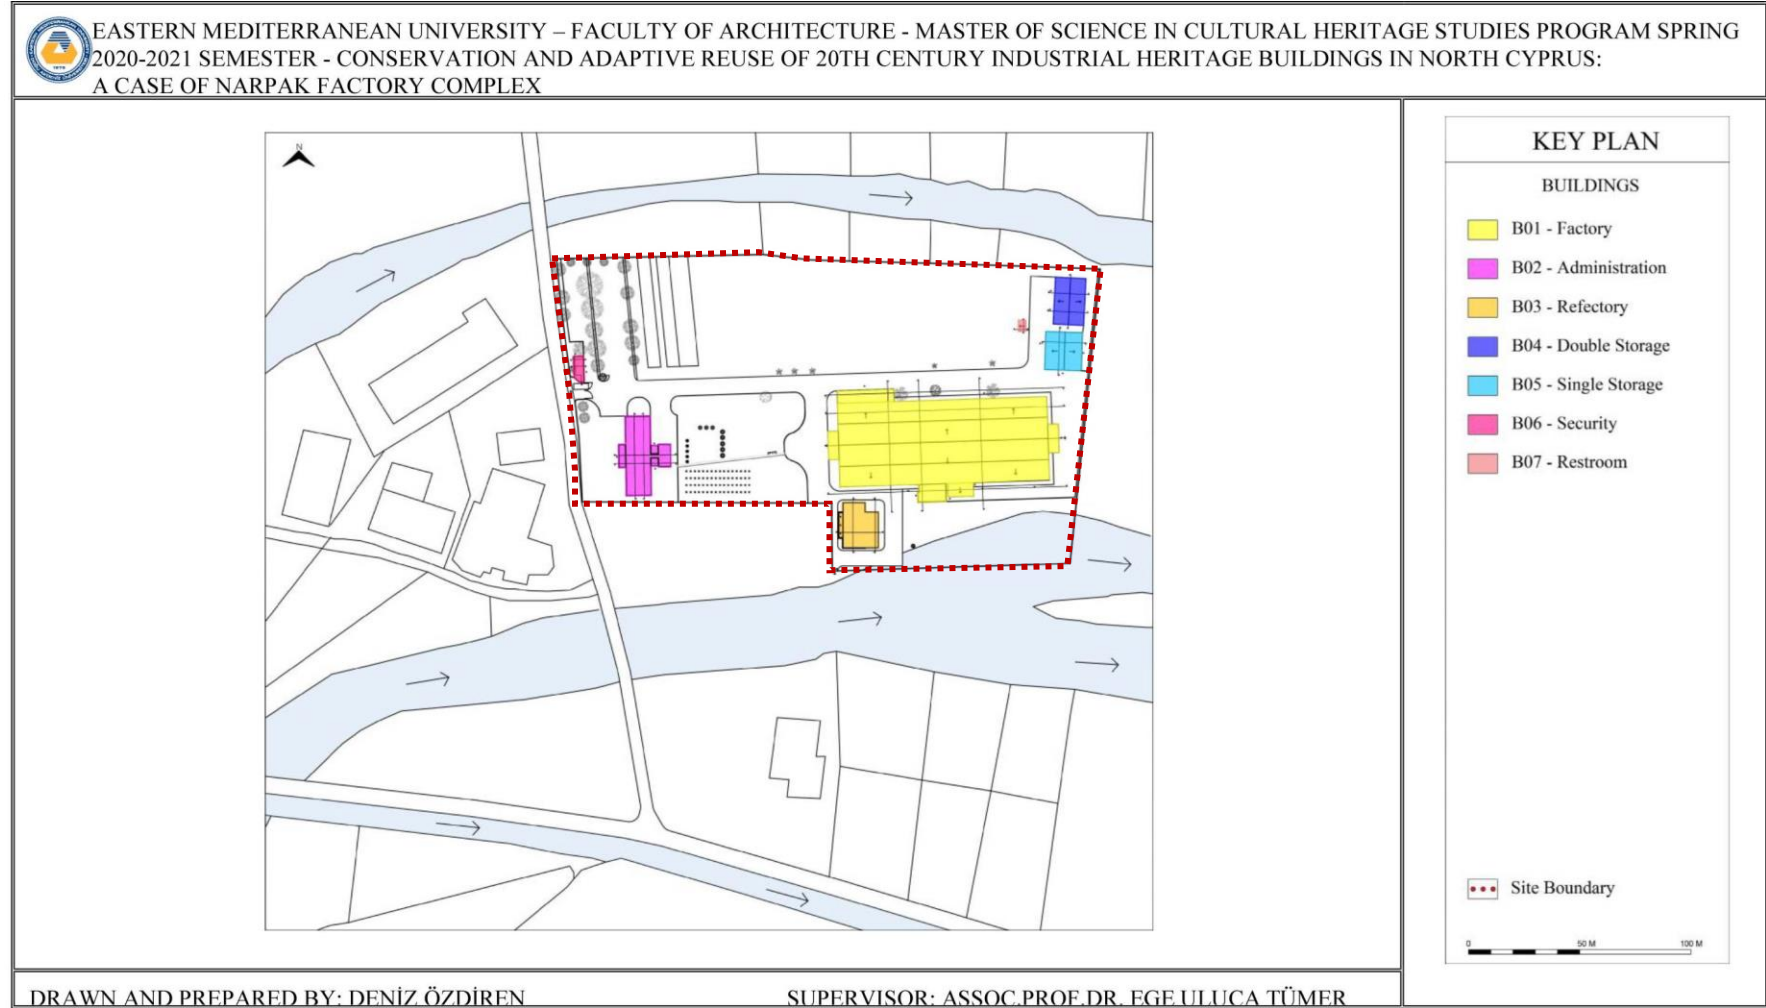 EASTERN MEDITERRANEAN UNIVERSITY – FACULTY OF ARCHITECTURE - MASTER OF SCIENCE IN CULTURAL HERITAGE STUDIES PROGRAM SPRING
2020-2021 SEMESTER - CONSERVATION AND ADAPTIVE REUSE OF 20TH CENTURY INDUSTRIAL HERITAGE BUILDINGS IN NORTH CYPRUS:
A CASE OF NARPAK FACTORY COMPLEX
N
KEY PLAN
BUILDINGS
B01 - Factory
B02 - Administration
B03 - Refectory
B04 - Double Storage
B05 - Single Storage
B06 - Security
B07 - Restroom
Site Boundary
0 50 M 100 M
DRAWN AND PREPARED BY: DENİZ ÖZDİREN
SUPERVISOR: ASSOC.PROF.DR. EGE ULUCA TÜMER